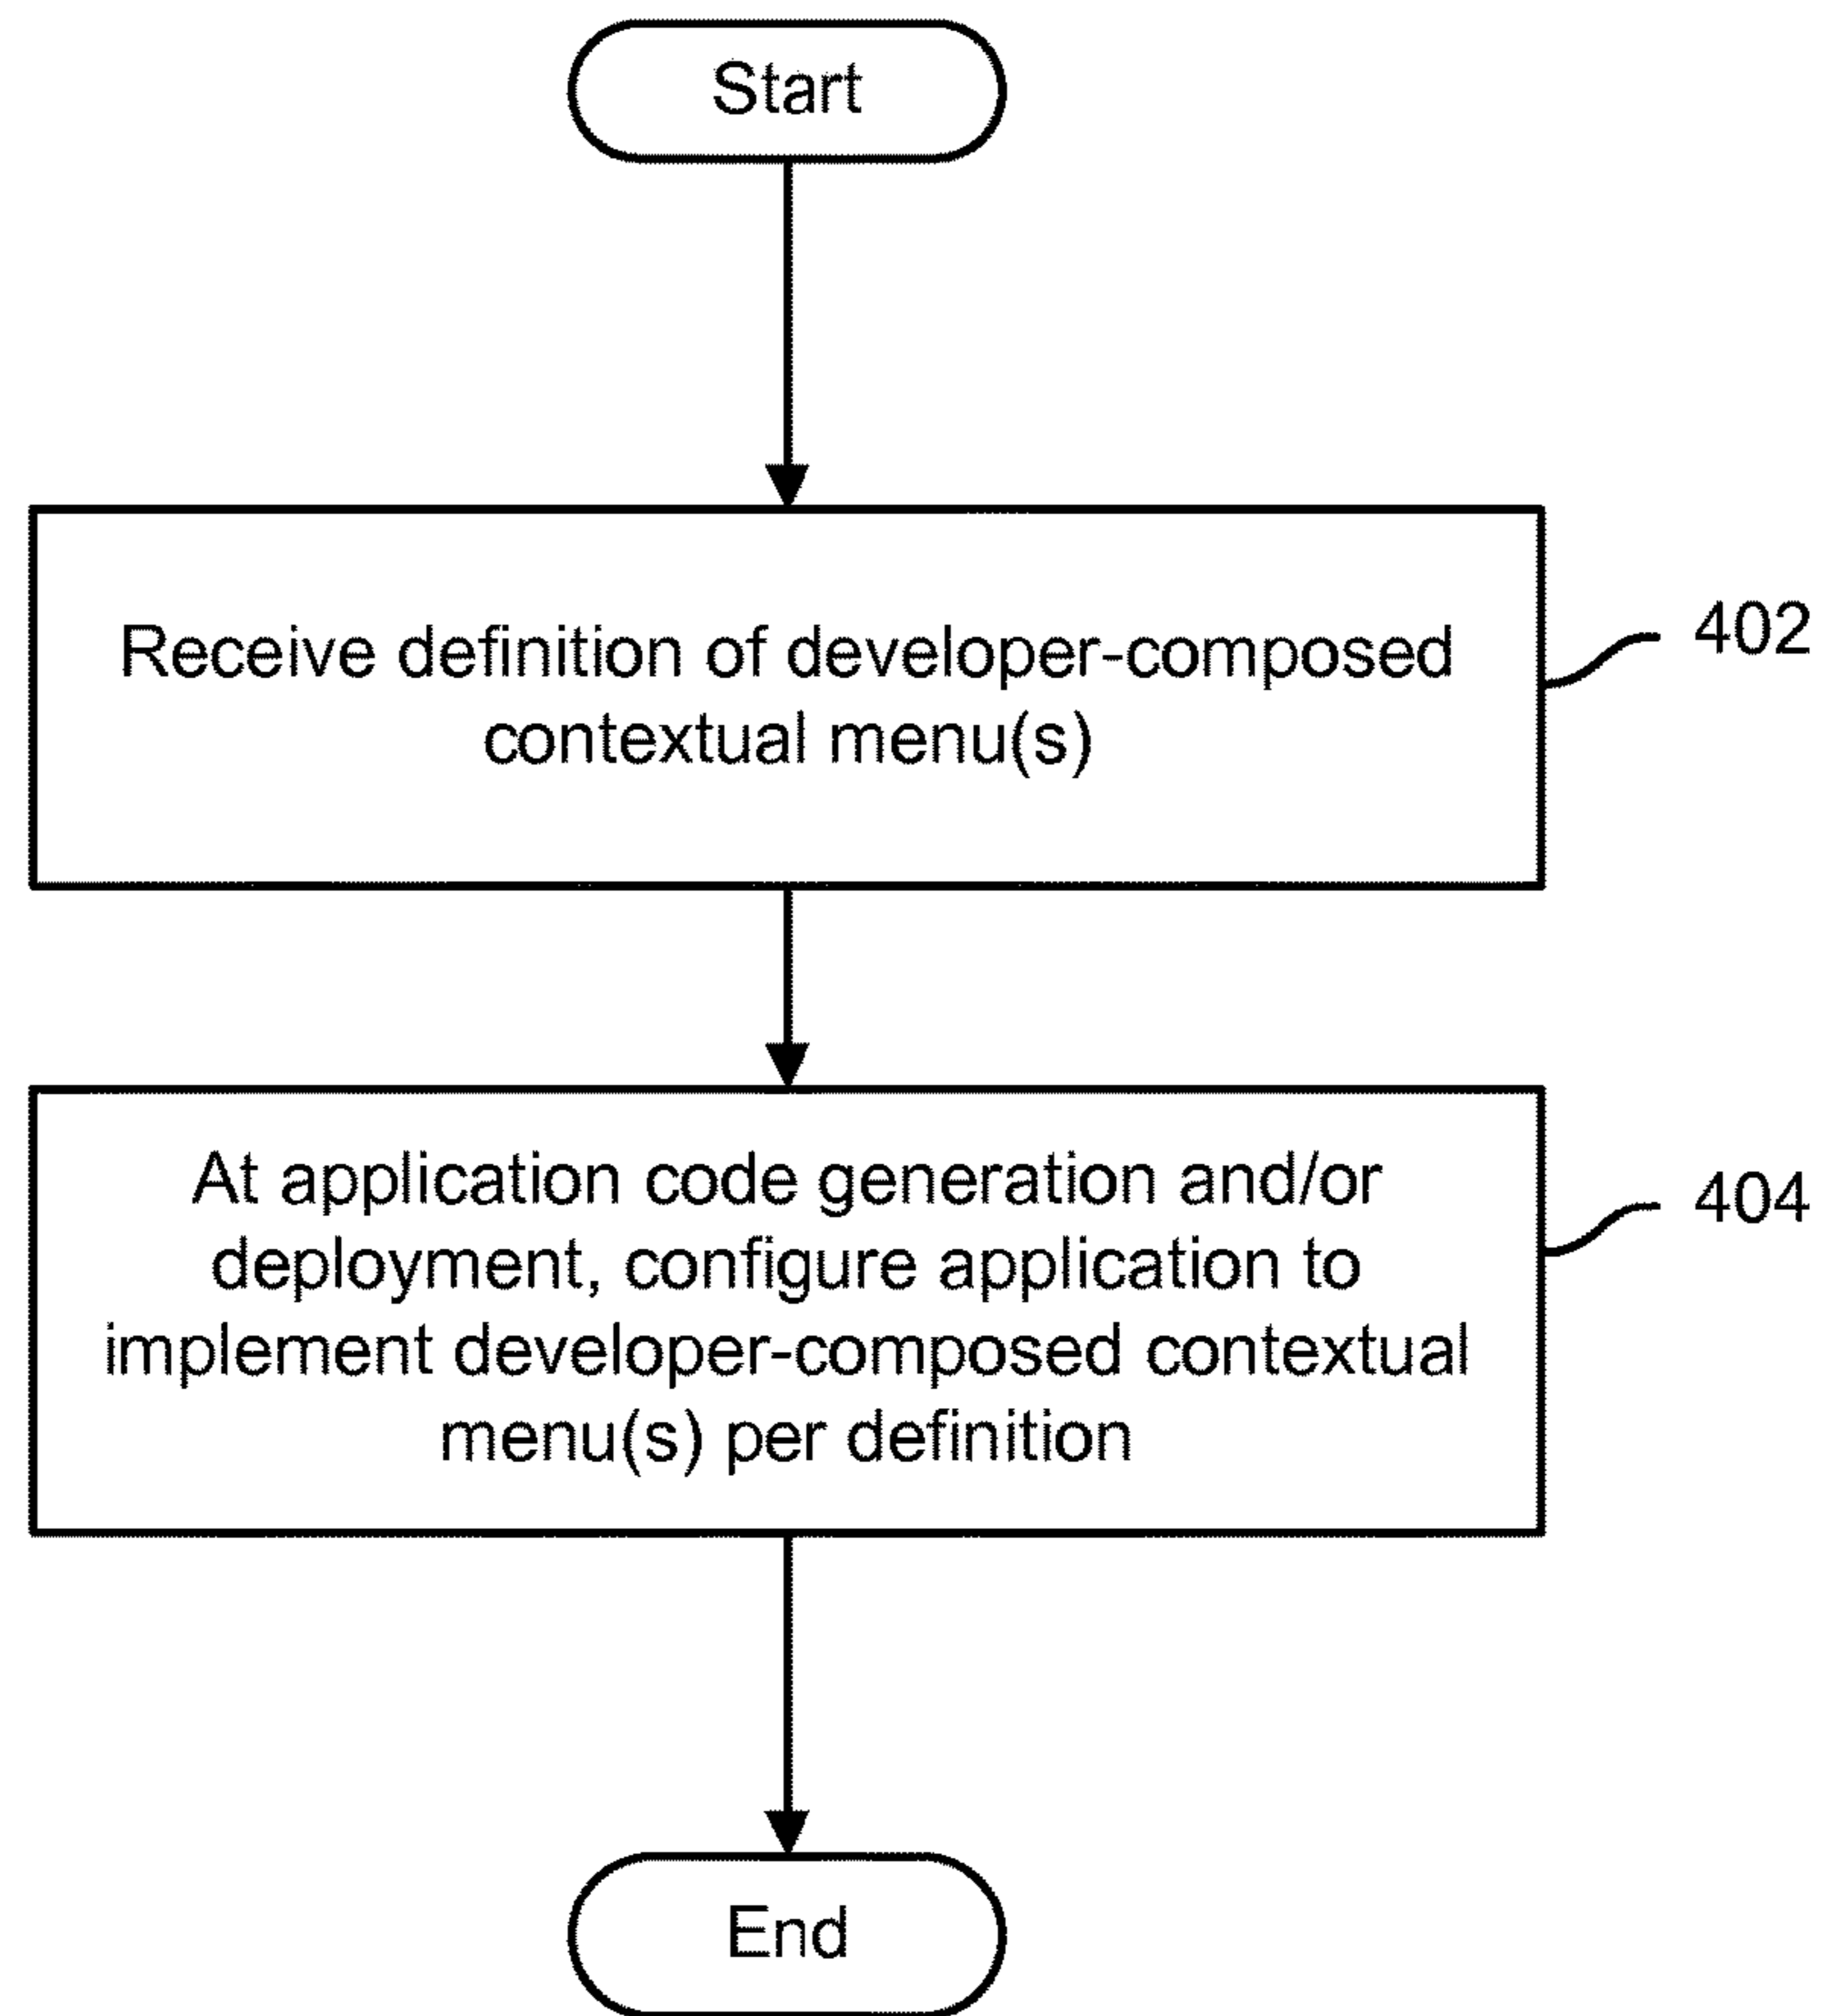 Start
Receive definition of developer-composed
contextual menu(s)
402
At application code generation and/or
deployment, configure application to
implement developer-composed contextual
menu(s) per definition
404
End